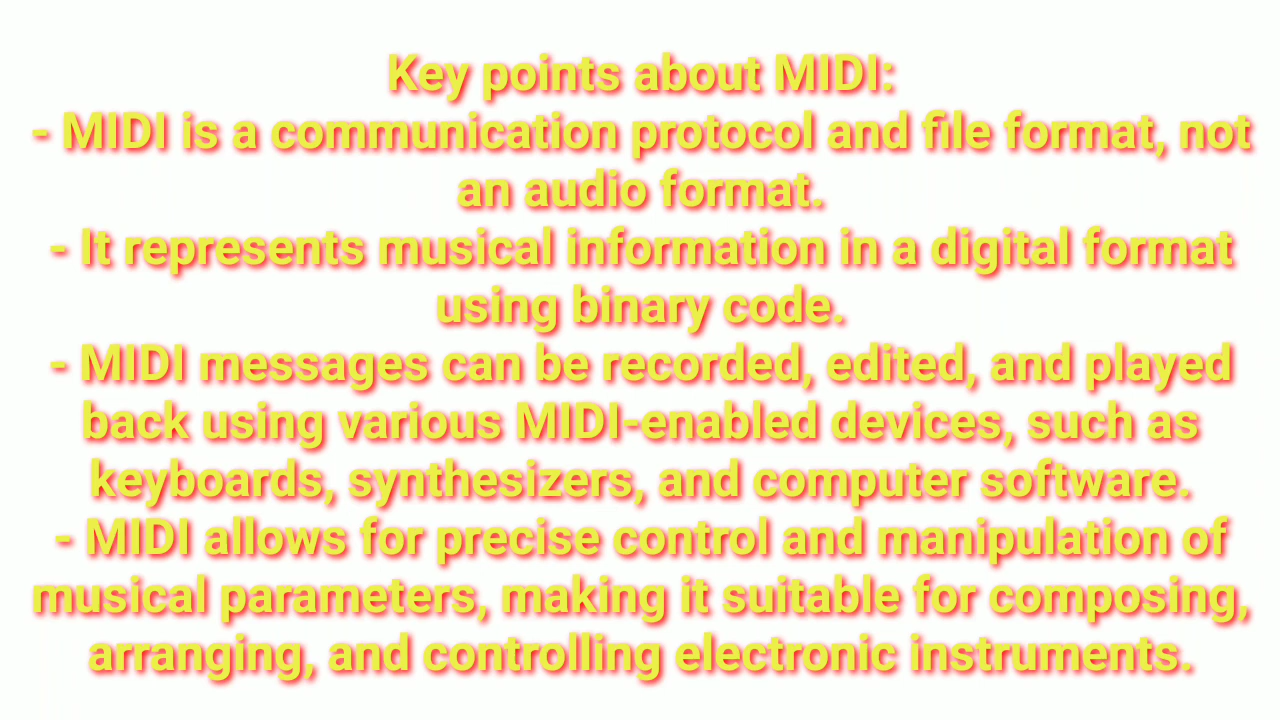 Key points about MIDI:
- MIDI is a communication protocol and file format, not
an audio format.
- It represents musical information in a digital format
using binary code.
- MIDI messages can be recorded, edited, and played
back using various MIDI-enabled devices, such as
keyboards, synthesizers, and computer software.
- MIDI allows for precise control and manipulation of
musical parameters, making it suitable for composing,
arranging, and controlling electronic instruments.